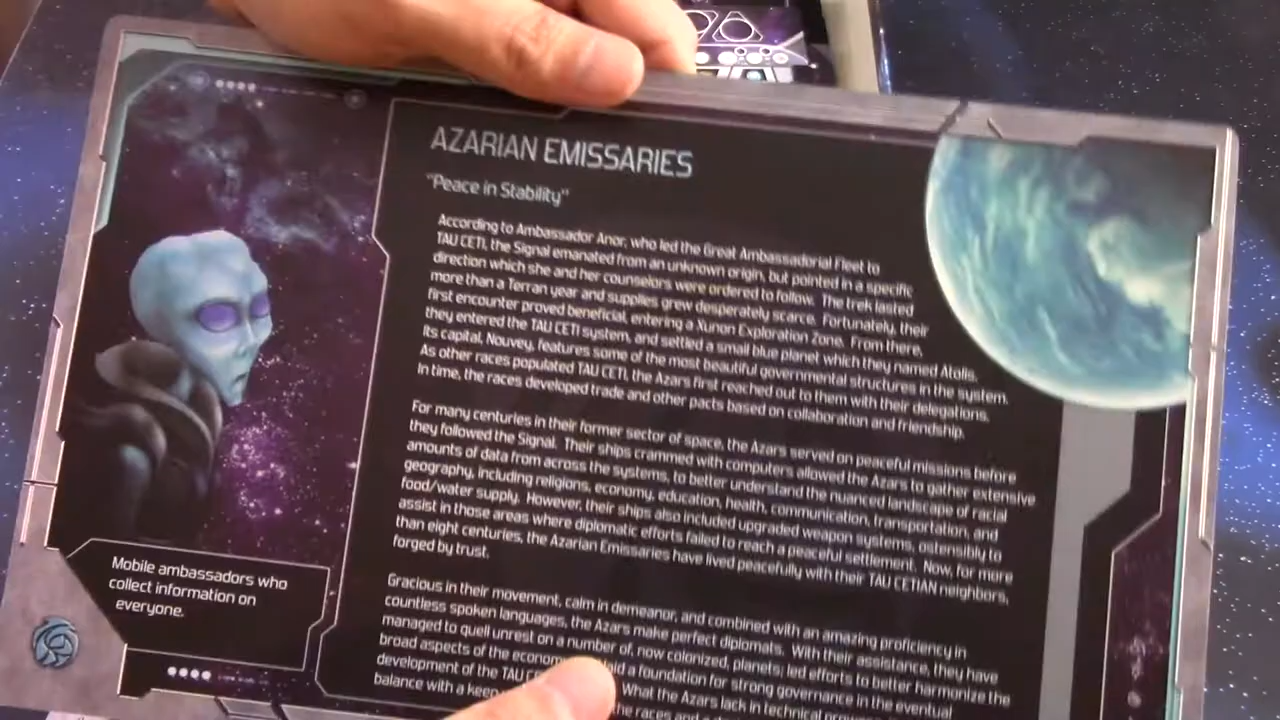 AZARIAN EMISSARIES
"Peace in Stability"
According to Ambassador Anor, who led the Great Ambassadorial Fleet to
TAU CETI, the Signal emanated from an unknown origin, but pointed in a specific
direction which she and her counselors were ordered to follow. The trek lasted
more than a Terran year and supplies grew desperately scarce. Fortunately, their
first encounter proved beneficial, entering a Xunon Exploration Zone. From there,
they entered the TAU CETI system, and settled a small blue planet which they named Atolis.
Its capital, Nouvey, features some of the most beautiful governmental structures in the system.
As other races populated TAU CETI, the Azars first reached out to them with their delegations.
In time, the races developed trade and other pacts based on collaboration and friendship.
For many centuries in their former sector of space, the Azars served on peaceful missions before
they followed the Signal. Their ships crammed with computers allowed the Azars to gather extensive
amounts of data from across the systems, to better understand the nuanced landscape of racial
geography, including religions, economy, education, health, communication, transportation, and
food/water supply. However, their ships also included upgraded weapon systems, ostensibly to
assist in those areas where diplomatic efforts failed to reach a peaceful settlement. Now, for more
than eight centuries, the Azarian Emissaries have lived peacefully with their TAU CETIAN neighbors,
forged by trust.
Gracious in their movement, calm in demeanor, and combined with an amazing proficiency in
countless spoken languages, the Azars make perfect diplomats. With their assistance, they have
managed to quell unrest on a number of, now colonized, planets; led efforts to better harmonize the
broad aspects of the a foundation for strong governance in the eventual
development of the TAU What the Azars lack in technical
balance with a the races and
Mobile ambassadors who
collect information on
everyone.